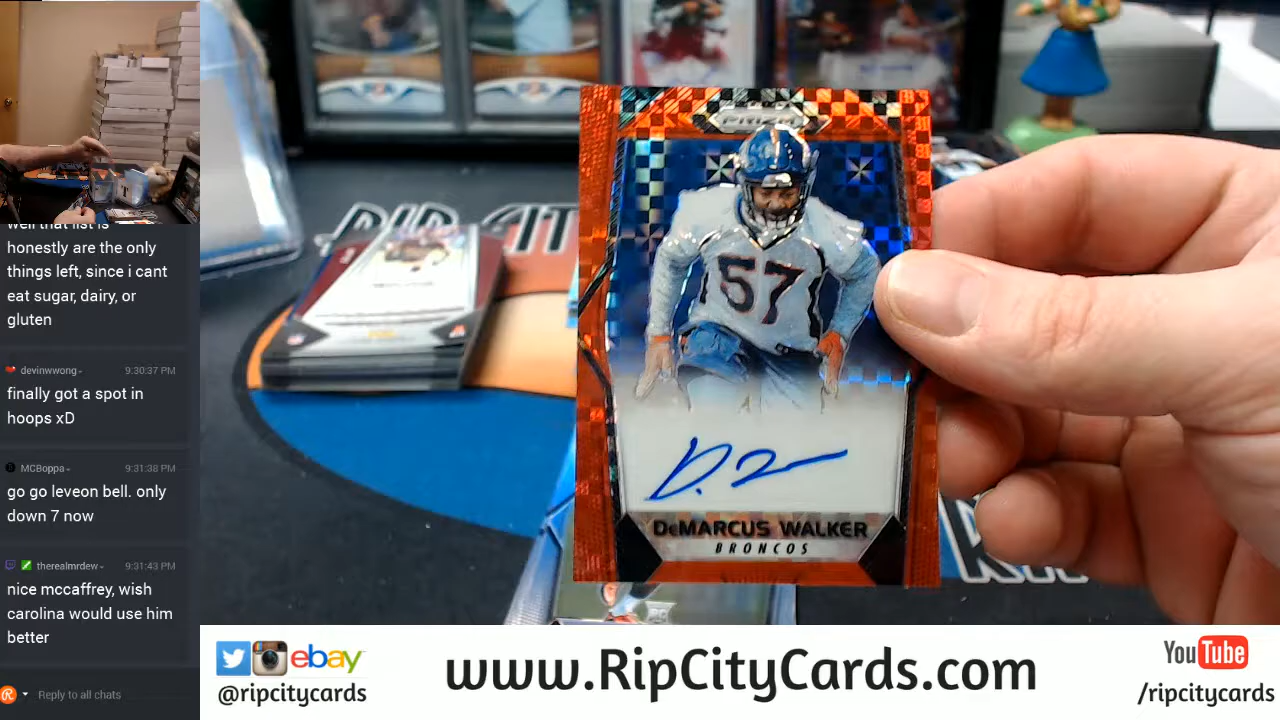 well that list is
honestly are the only
things left, since i cant
eat sugar, dairy, or
gluten
devinwwong
9:30:37 PM
finally got a spot in
hoops xD
MCBoppa
9:31:38 PM
go go leveon bell. only
down 7 now
therealmrdew
9:31:43 PM
nice mccaffrey, wish
carolina would use him
better
Reply to all chats
RIP CIT
PRIZM
57
DeMARCUS WALKER
BRONCOS
ebay
@ripcitycards
www.RipCityCards.com
YouTube
/ripcitycards